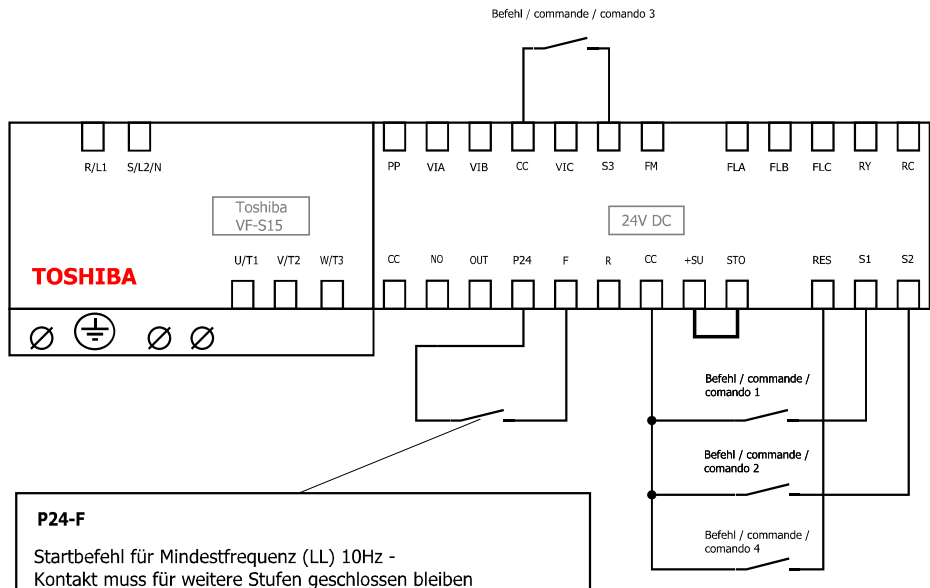 Befehl / commande / comando 3
R/L1 S/L2/N PP VIA VIB CC VIC S3 FM FLA FLB FLC RY RC
Toshiba
VF-S15
24V DC
TOSHIBA
U/T1 V/T2 W/T3 CC NO OUT P24 F R CC +SU STO RES S1 S2
Befehl / commande /
comando 1
Befehl / commande /
comando 2
Befehl / commande /
comando 4
P24-F
Startbefehl für Mindestfrequenz (LL) 10Hz -
Kontakt muss für weitere Stufen geschlossen bleiben